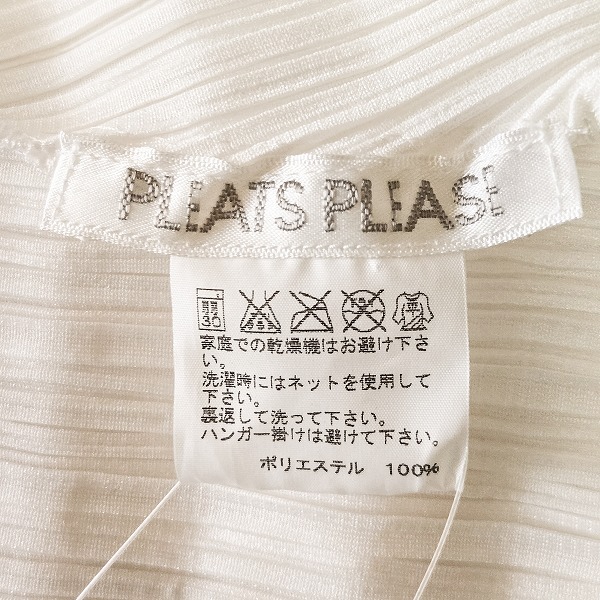 PLEATS PLEASE
弱
30
家庭での乾燥機はお避け下さ
い。
洗濯時にはネットを使用して
下さい。
裏返して洗って下さい。
ハンガー掛けは避けて下さい。
ポリエステル 100%